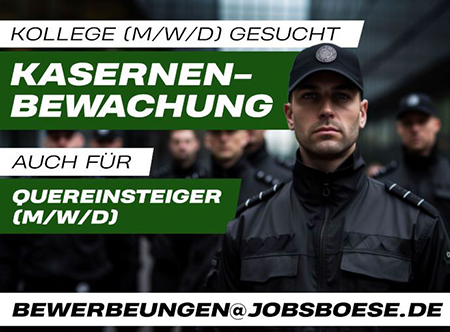 KOLLEGE (M/W/D) GESUCHT
KASERNEN-
BEWACHUNG
AUCH FÜR
QUEREINSTEIGER
(M/W/D)
BEWERBEUNGEN@JOBSBOESE.DE